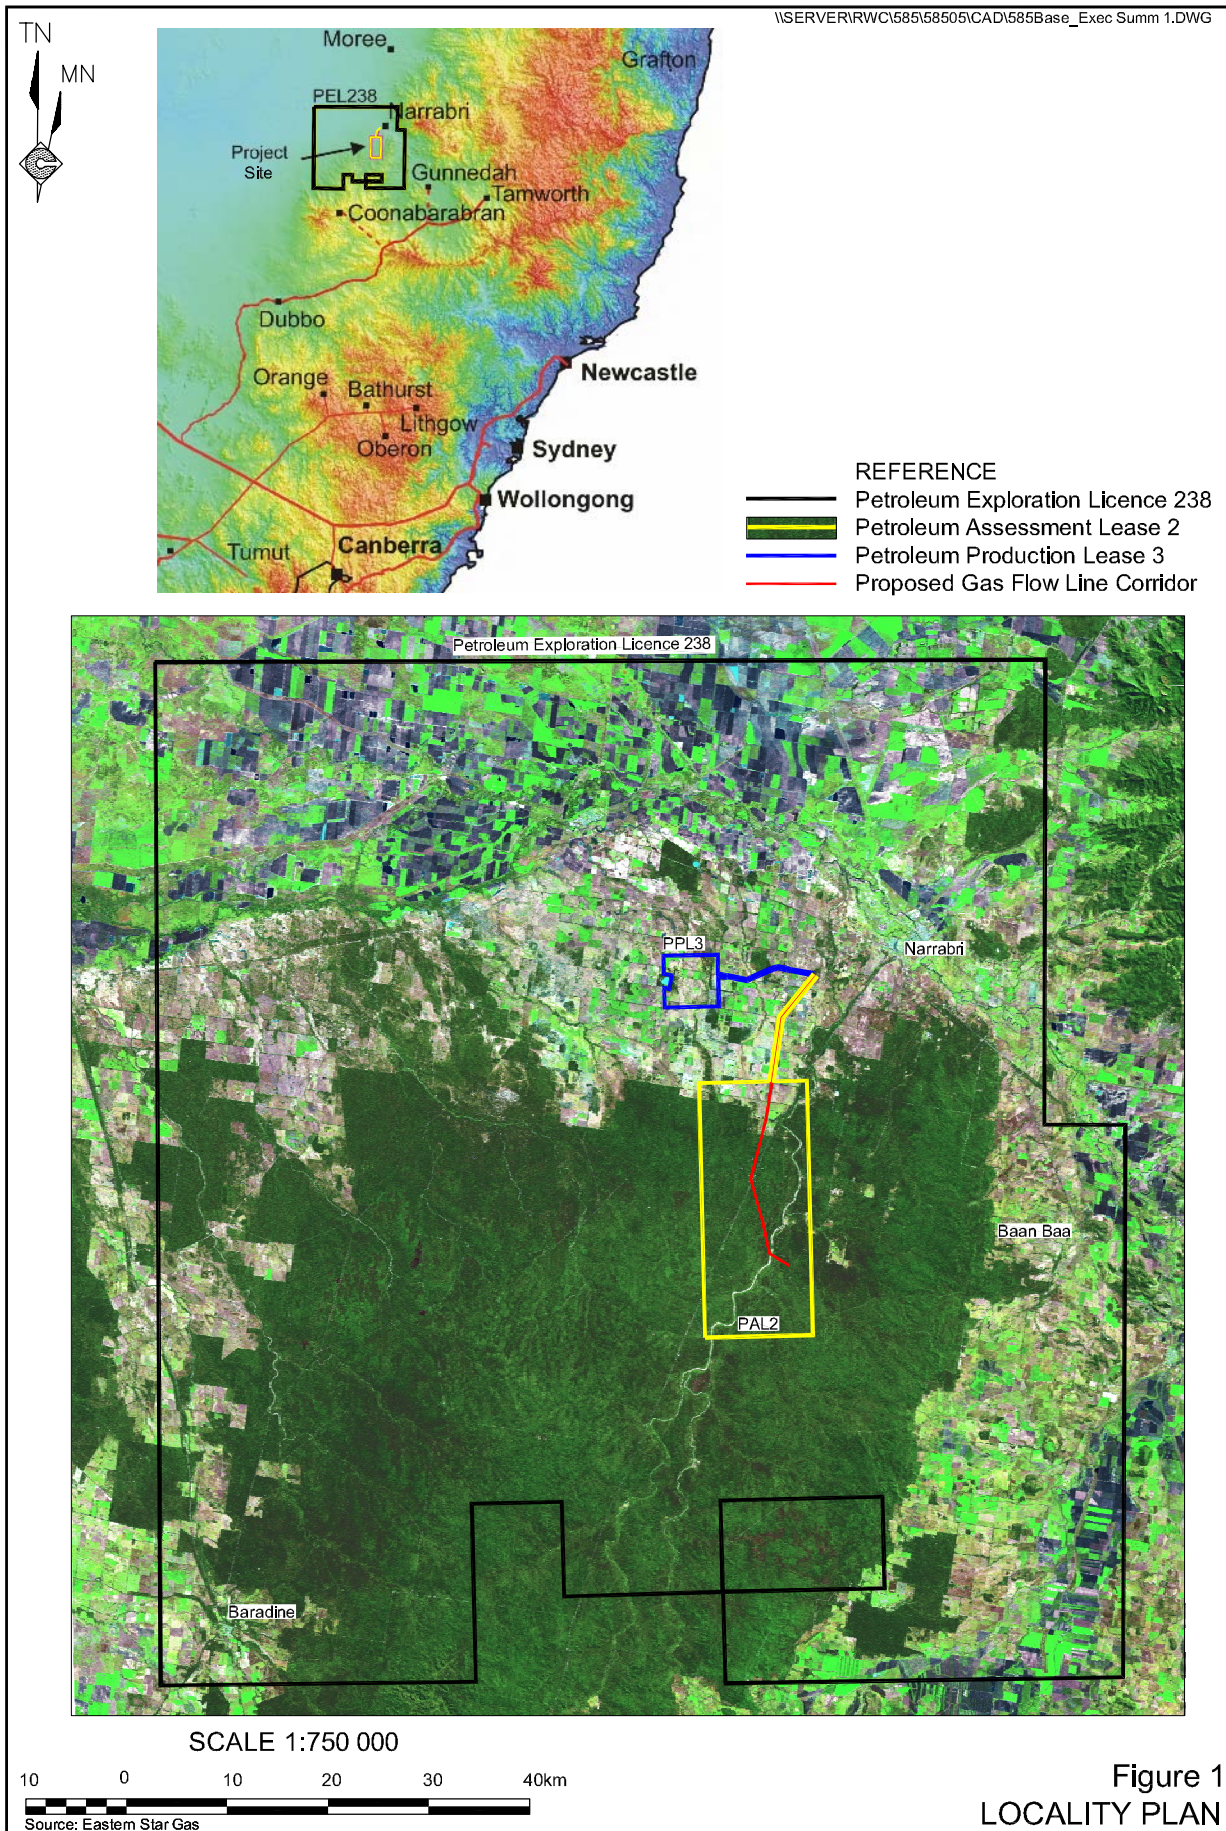 \\SERVER\RWC\585\58505\CAD\585Base_Exec Summ 1.DWG
TN
MN
Moree
Grafton
PEL238
Narrabri
Project
Site
Gunnedah
Tamworth
Coonabarabran
Dubbo
Newcastle
Orange
Bathurst
Lithgow
Oberon
Sydney
Wollongong
Tumut
Canberra
REFERENCE
Petroleum Exploration Licence 238
Petroleum Assessment Lease 2
Petroleum Production Lease 3
Proposed Gas Flow Line Corridor
Petroleum Exploration Licence 238
PPL3
Narrabri
Baan Baa
PAL2
Baradine
SCALE 1:750 000
10 0 10 20 30 40km
Source: Eastern Star Gas
Figure 1
LOCALITY PLAN